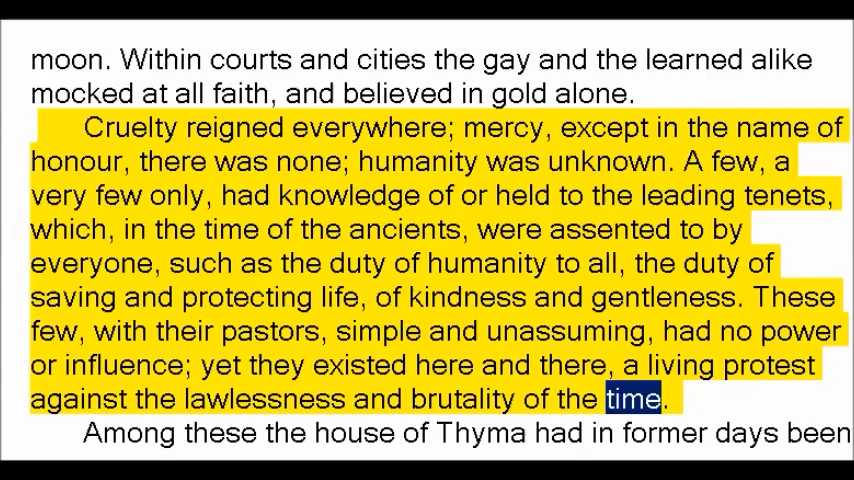 moon. Within courts and cities the gay and the learned alike
mocked at all faith, and believed in gold alone.
Cruelty reigned everywhere; mercy, except in the name of
honour, there was none; humanity was unknown. A few, a
very few only, had knowledge of or held to the leading tenets,
which, in the time of the ancients, were assented to by
everyone, such as the duty of humanity to all, the duty of
saving and protecting life, of kindness and gentleness. These
few, with their pastors, simple and unassuming, had no power
or influence; yet they existed here and there, a living protest
against the lawlessness and brutality of the time.
Among these the house of Thyma had in former days been